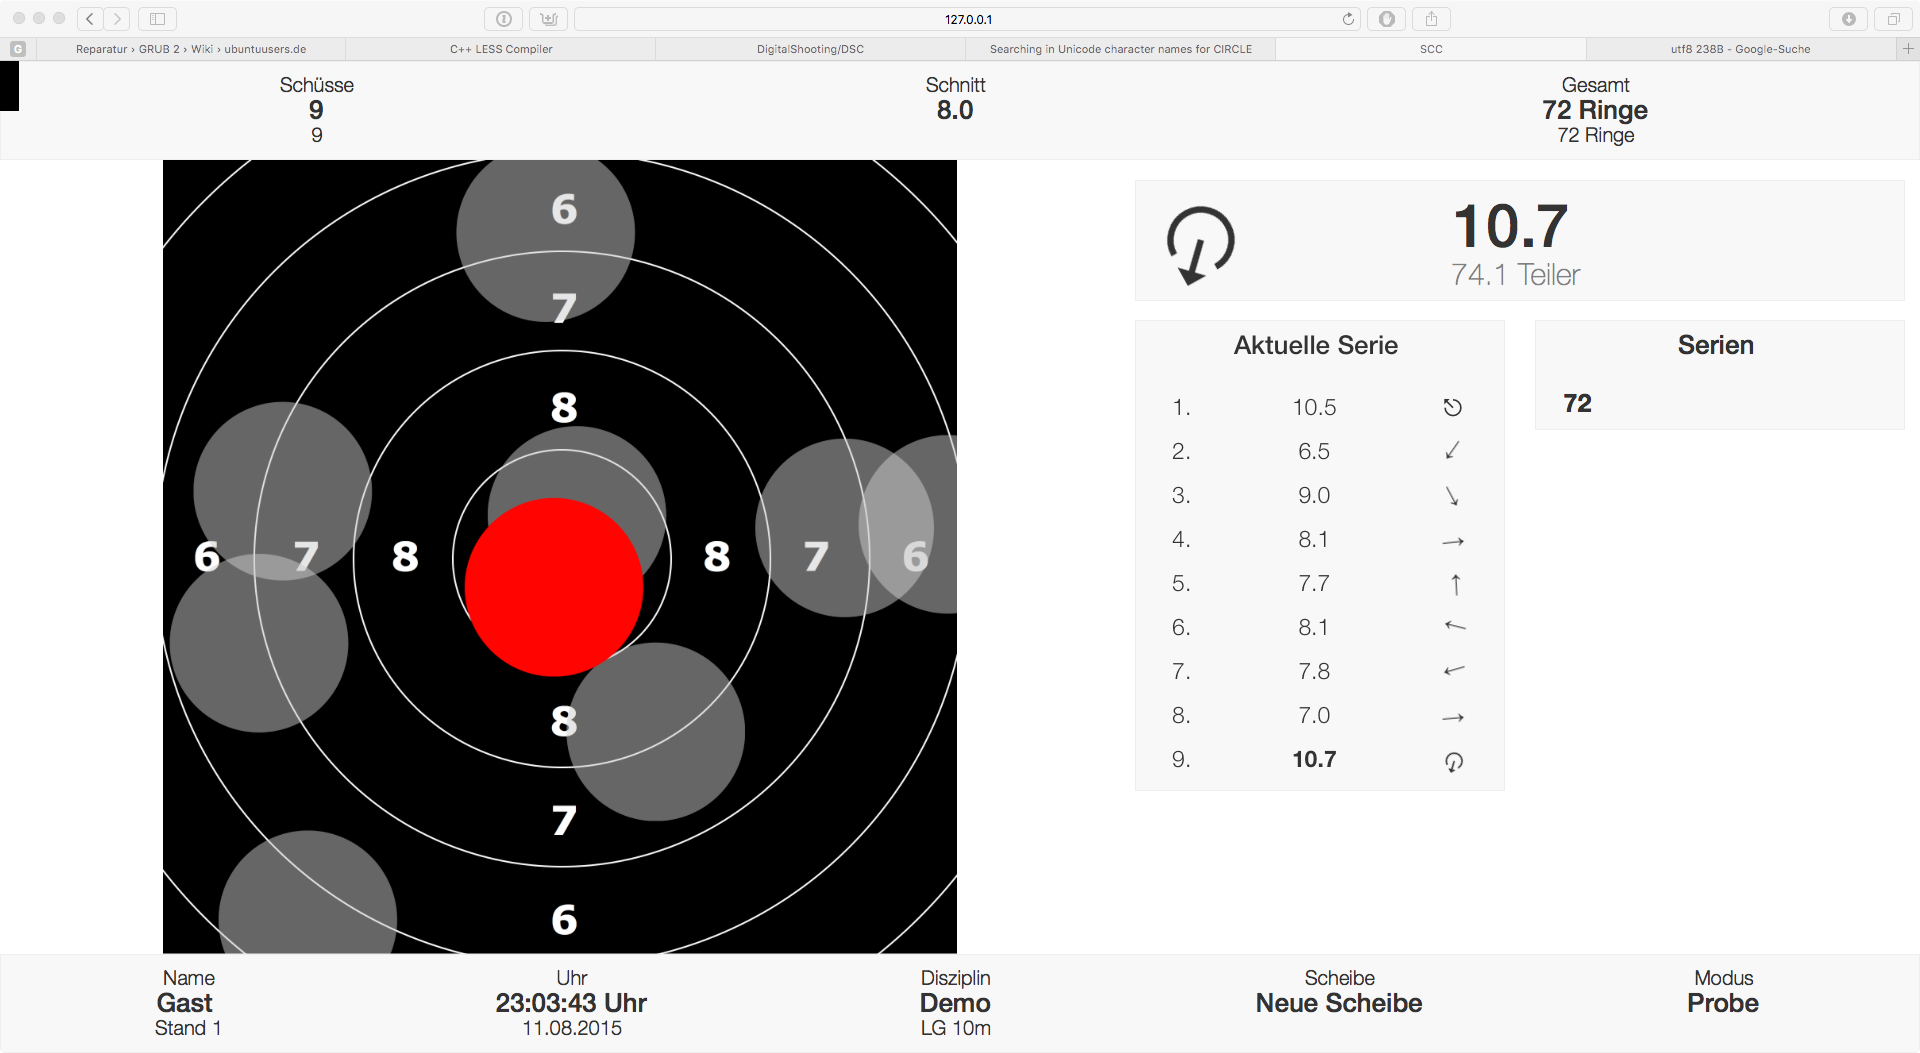 127.0.0.1
G
Reparatur › GRUB 2 › Wiki › ubuntuusers.de
C++ LESS Compiler
DigitalShooting/DSC
Searching in Unicode character names for CIRCLE
SCC
utf8 238B - Google-Suche
Schüsse
9
9
Schnitt
8.0
Gesamt
72 Ringe
72 Ringe
6
7
8
6 7 8 8 7 6
8
7
6
10.7
74.1 Teiler
Aktuelle Serie
1. 10.5
2. 6.5
3. 9.0
4. 8.1
5. 7.7
6. 8.1
7. 7.8
8. 7.0
9. 10.7
Serien
72
Name
Gast
Stand 1
Uhr
23:03:43 Uhr
11.08.2015
Disziplin
Demo
LG 10m
Scheibe
Neue Scheibe
Modus
Probe